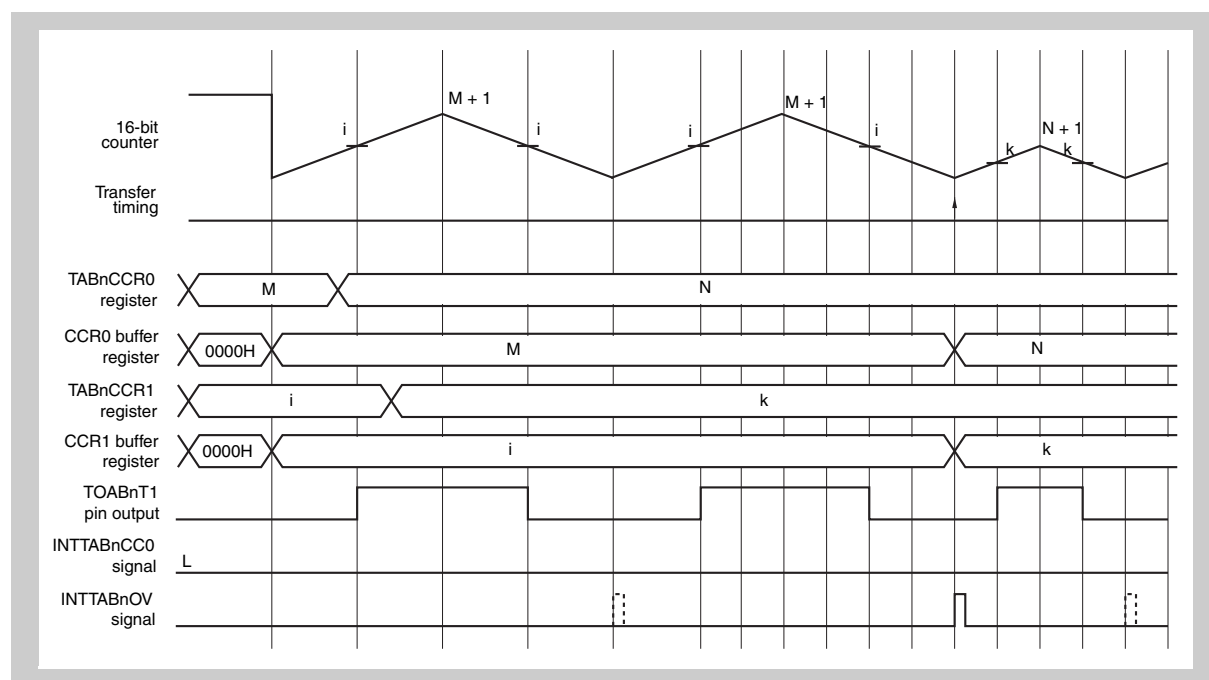 16-bit
counter
i
M + 1
i
i
M + 1
i
k
N + 1
k
Transfer
timing
TABnCCR0
register
M
N
CCR0 buffer
register
0000H
M
N
TABnCCR1
register
i
k
CCR1 buffer
register
0000H
i
k
TOABnT1
pin output
INTTABnCC0
signal
L
INTTABnOV
signal